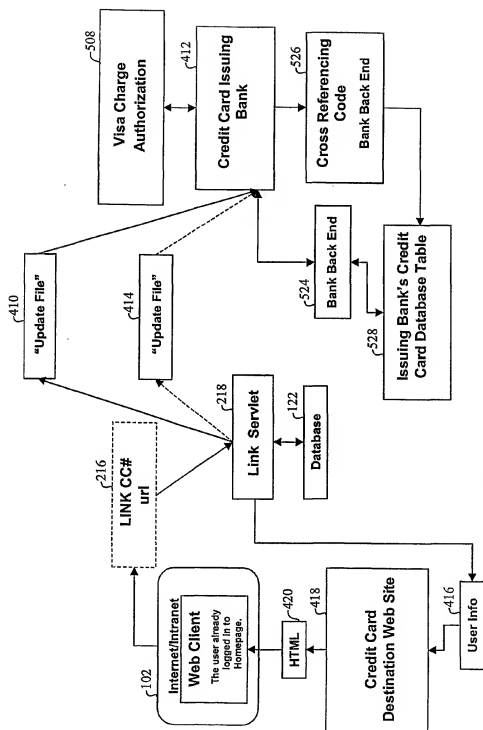 508
Visa Charge
Authorization
412
Credit Card Issuing
Bank
526
Cross Referencing
Code
Bank Back End
410
"Update File"
414
"Update File"
524
Bank Back End
528
Issuing Bank's Credit
Card Database Table
216
LINK CC#
url
218
Link Servlet
122
Database
102
Internet/Intranet
Web Client
The user already
logged in to
Homepage.
420
HTML
418
Credit Card
Destination Web Site
416
User Info